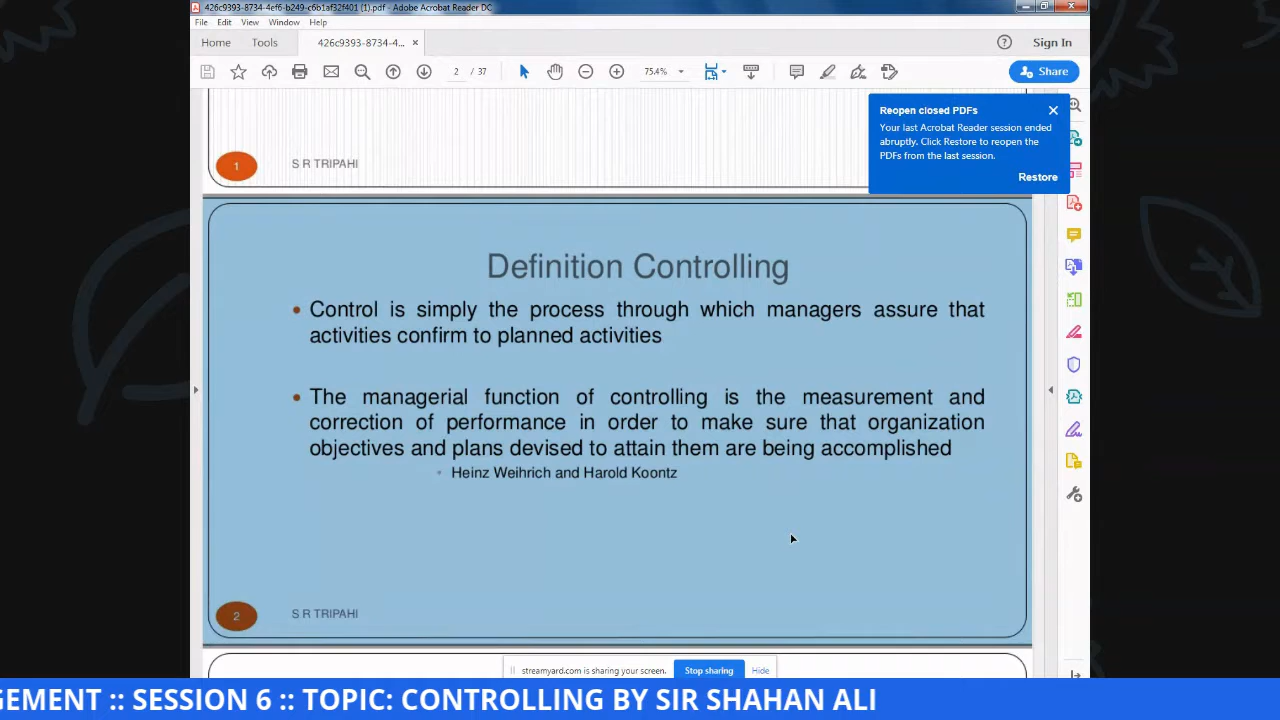 426c9393-8734-4ef6-b249-c6b1af32f401 (1).pdf - Adobe Acrobat Reader DC
File Edit View Window Help
Home Tools 426c9393-8734-4... ×
Sign In
2 / 37 75.4% Share
Reopen closed PDFs
Your last Acrobat Reader session ended
abruptly. Click Restore to reopen the
PDFs from the last session.
Restore
1 S R TRIPAHI
Definition Controlling
• Control is simply the process through which managers assure that
activities confirm to planned activities
• The managerial function of controlling is the measurement and
correction of performance in order to make sure that organization
objectives and plans devised to attain them are being accomplished
• Heinz Weihrich and Harold Koontz
2 S R TRIPAHI
streamyard.com is sharing your screen. Stop sharing Hide
GEMENT :: SESSION 6 :: TOPIC: CONTROLLING BY SIR SHAHAN ALI